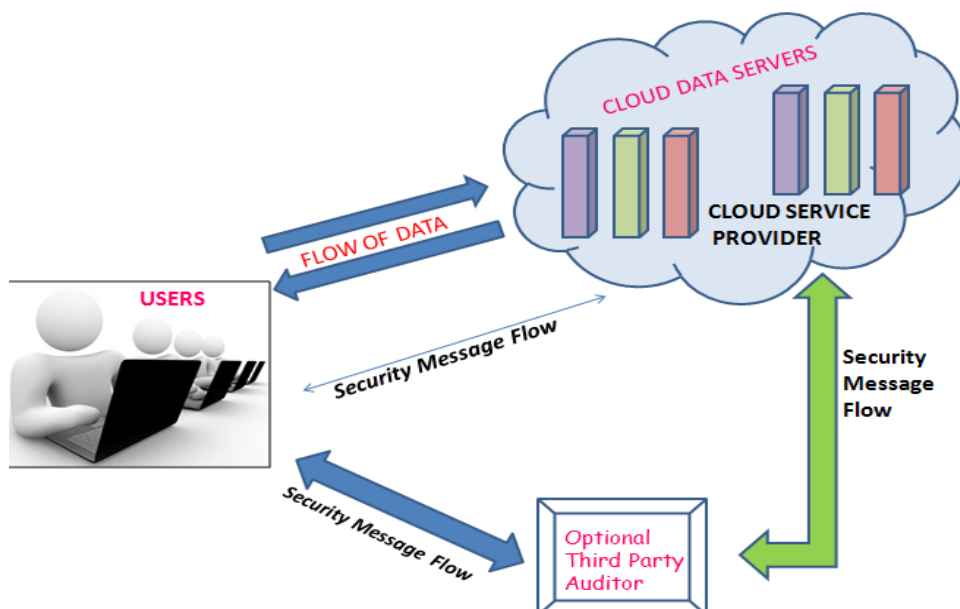 CLOUD DATA SERVERS
CLOUD SERVICE
PROVIDER
FLOW OF DATA
USERS
Security Message Flow
Security
Message
Flow
Security Message Flow
Optional
Third Party
Auditor